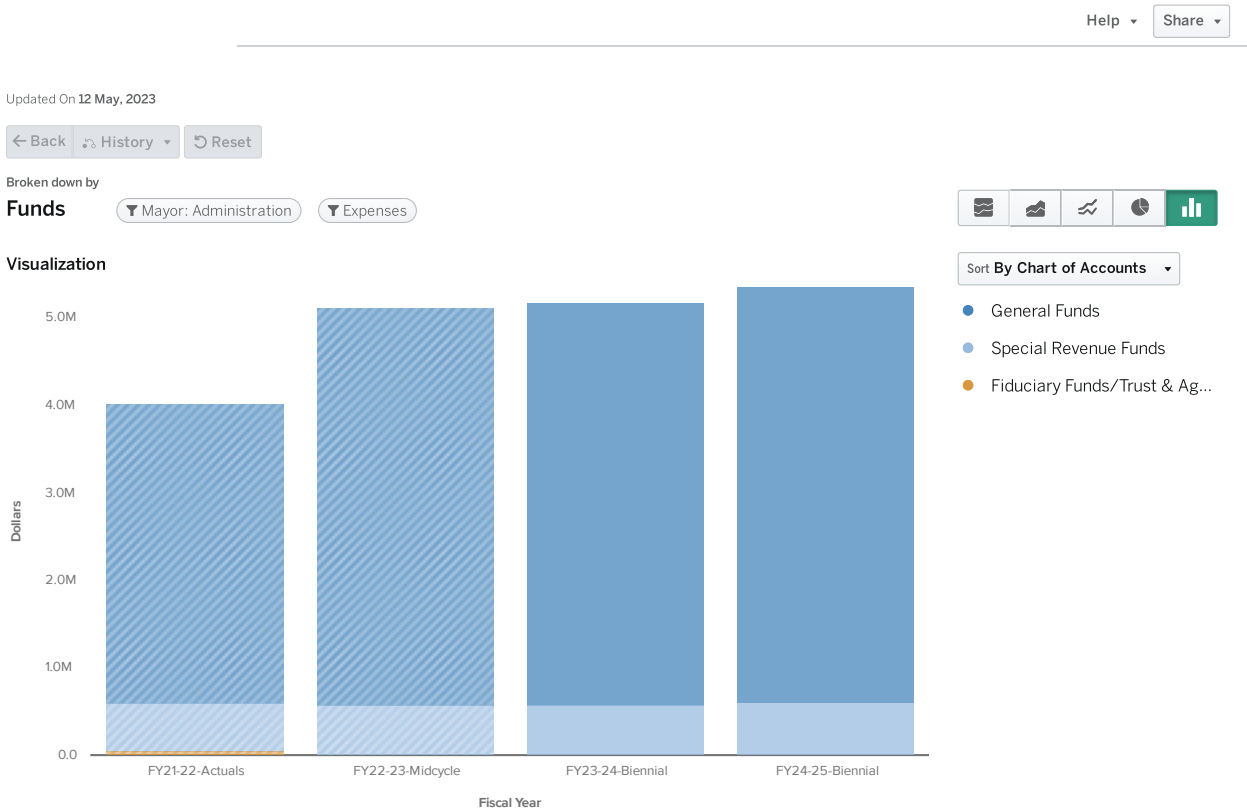 Help
Share
Updated On 12 May, 2023
Back
History
Reset
Broken down by
Funds
Mayor: Administration
Expenses
Visualization
Sort By Chart of Accounts
General Funds
Special Revenue Funds
Fiduciary Funds/Trust & Ag...
5.0M
4.0M
3.0M
2.0M
1.0M
0.0
Dollars
FY21-22-Actuals
FY22-23-Midcycle
FY23-24-Biennial
FY24-25-Biennial
Fiscal Year